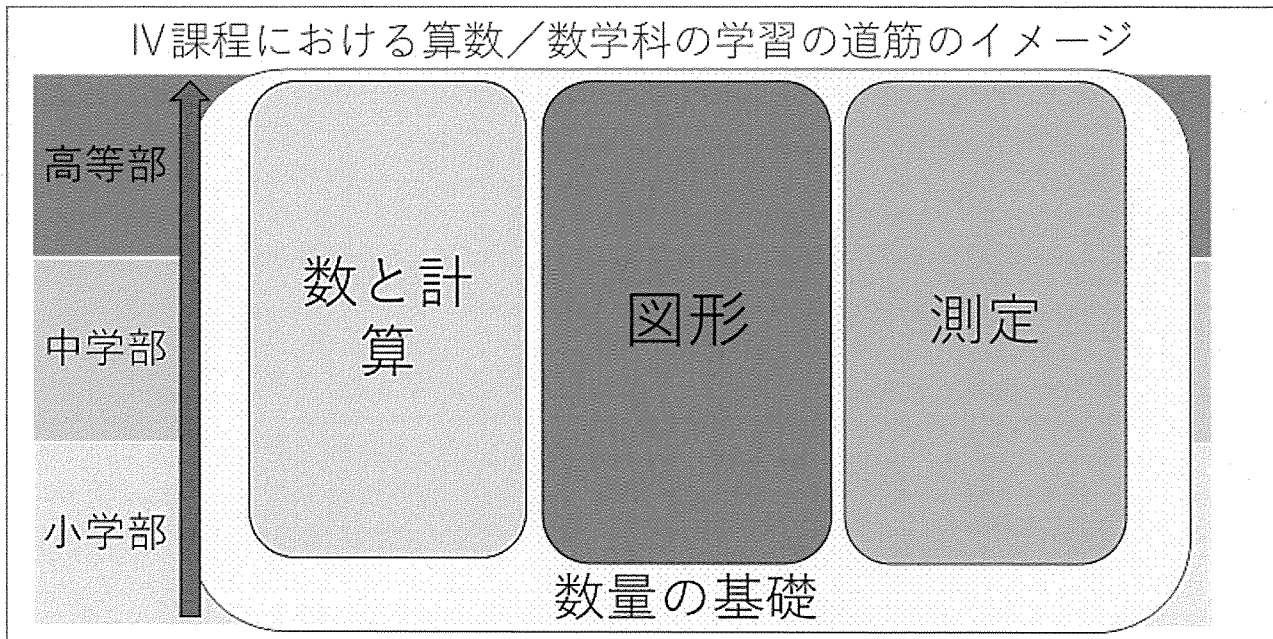 Ⅳ課程における算数／数学科の学習の道筋のイメージ
高等部
中学部
小学部
数と計
算
図形
測定
数量の基礎